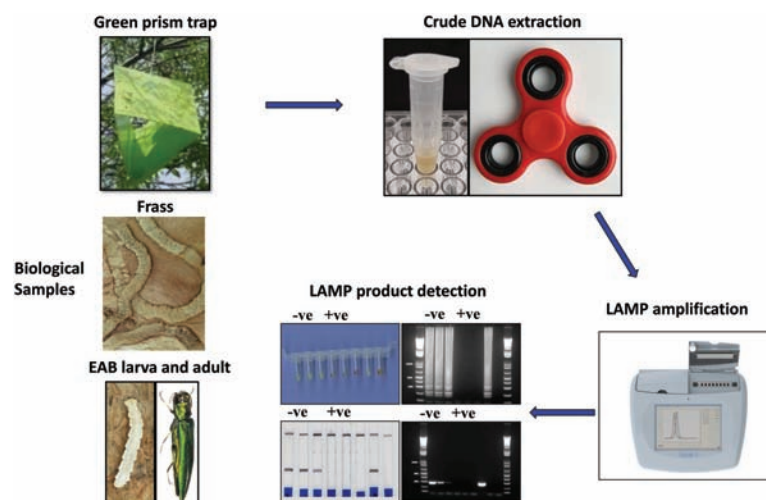 Green prism trap
Crude DNA extraction
Frass
Biological
Samples
EAB larva and adult
LAMP product detection
-ve +ve
-ve +ve
-ve +ve
-ve +ve
LAMP amplification